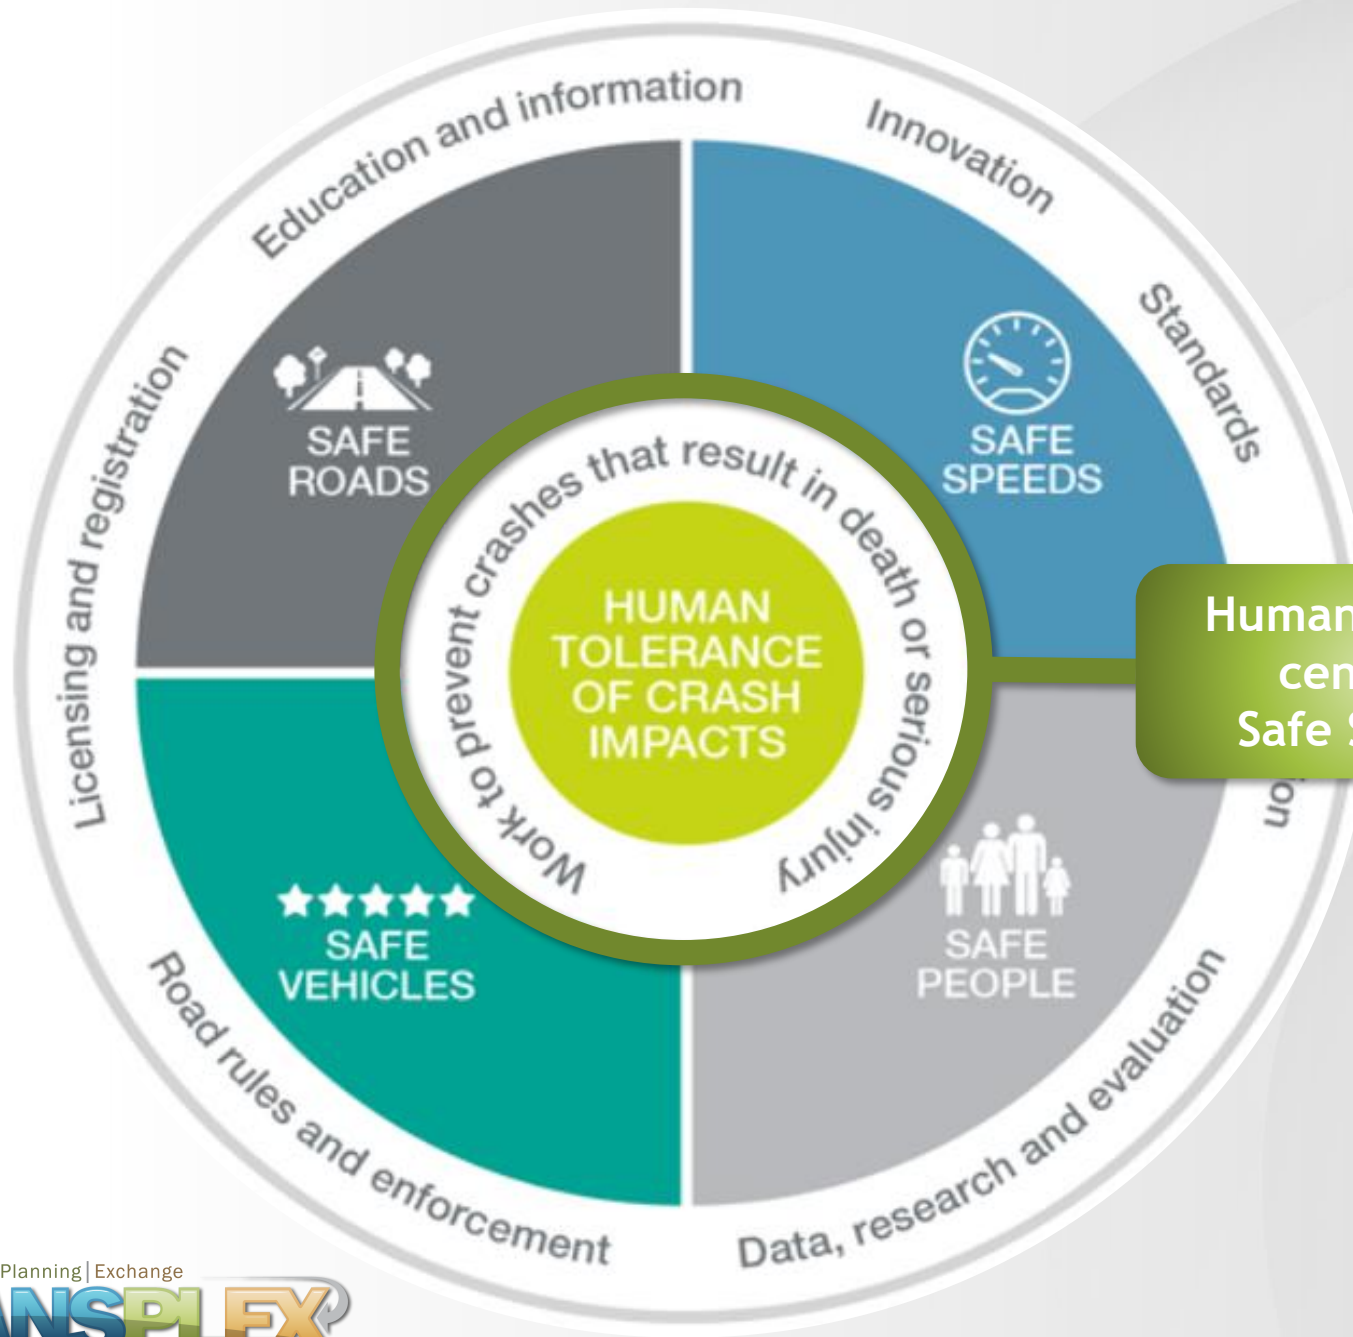 Education and information
Innovation
Standards
Licensing and registration
SAFE
ROADS
SAFE
SPEEDS
Work to prevent crashes that result in death or serious injury
HUMAN
TOLERANCE
OF CRASH
IMPACTS
Human
Safe
SAFE
VEHICLES
SAFE
PEOPLE
Road rules and enforcement
Data, research and evaluation
Planning|Exchange